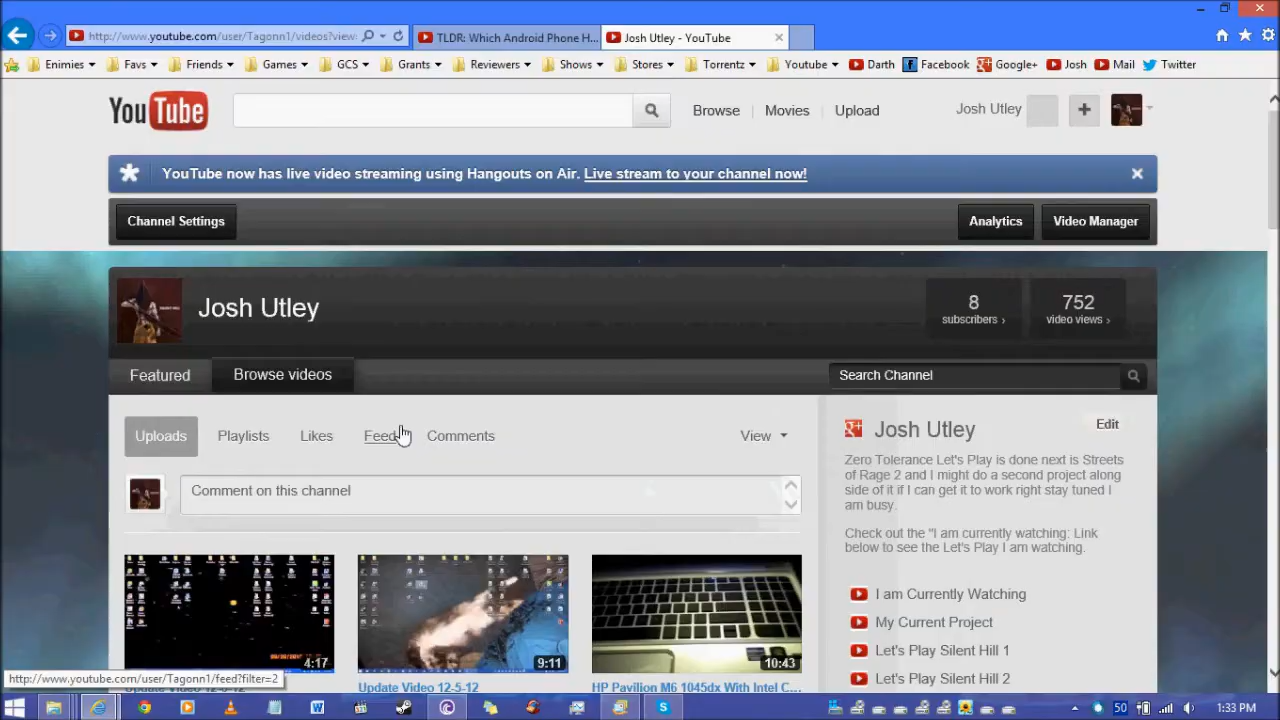 http://www.youtube.com/user/Tagonn1/videos?view
TLDR: Which Android Phone H...
Josh Utley - YouTube
Enimies
Favs
Friends
Games
GCS
Grants
Reviewers
Shows
Stores
Torrentz
Youtube
Darth
Facebook
Google+
Josh
Mail
Twitter
YouTube
Browse
Movies
Upload
Josh Utley
YouTube now has live video streaming using Hangouts on Air. Live stream to your channel now!
Channel Settings
Analytics
Video Manager
Josh Utley
8
subscribers ›
752
video views ›
Featured
Browse videos
Search Channel
Uploads
Playlists
Likes
Feed
Comments
View
Comment on this channel
Josh Utley
Edit
Zero Tolerance Let's Play is done next is Streets
of Rage 2 and I might do a second project along
side of it if I can get it to work right stay tuned I
am busy.
Check out the "I am currently watching: Link
below to see the Let's Play I am watching.
I am Currently Watching
My Current Project
Let's Play Silent Hill 1
Let's Play Silent Hill 2
4:17
9:11
10:43
Update Video 12-5-12
HP Pavilion M6 1045dx With Intel C...
http://www.youtube.com/user/Tagonn1/feed?filter=2
50
1:33 PM